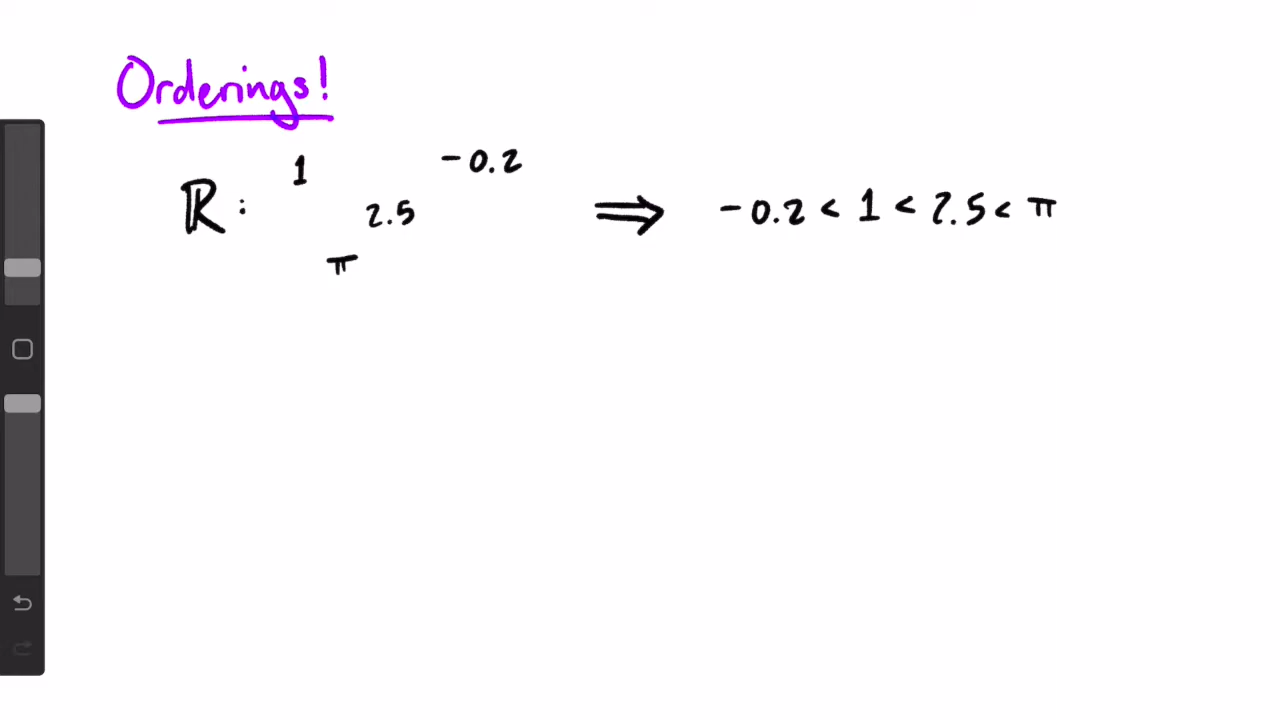 Orderings!
ℝ: 1 2.5 π -0.2 ⇒ -0.2 < 1 < 2.5 < π